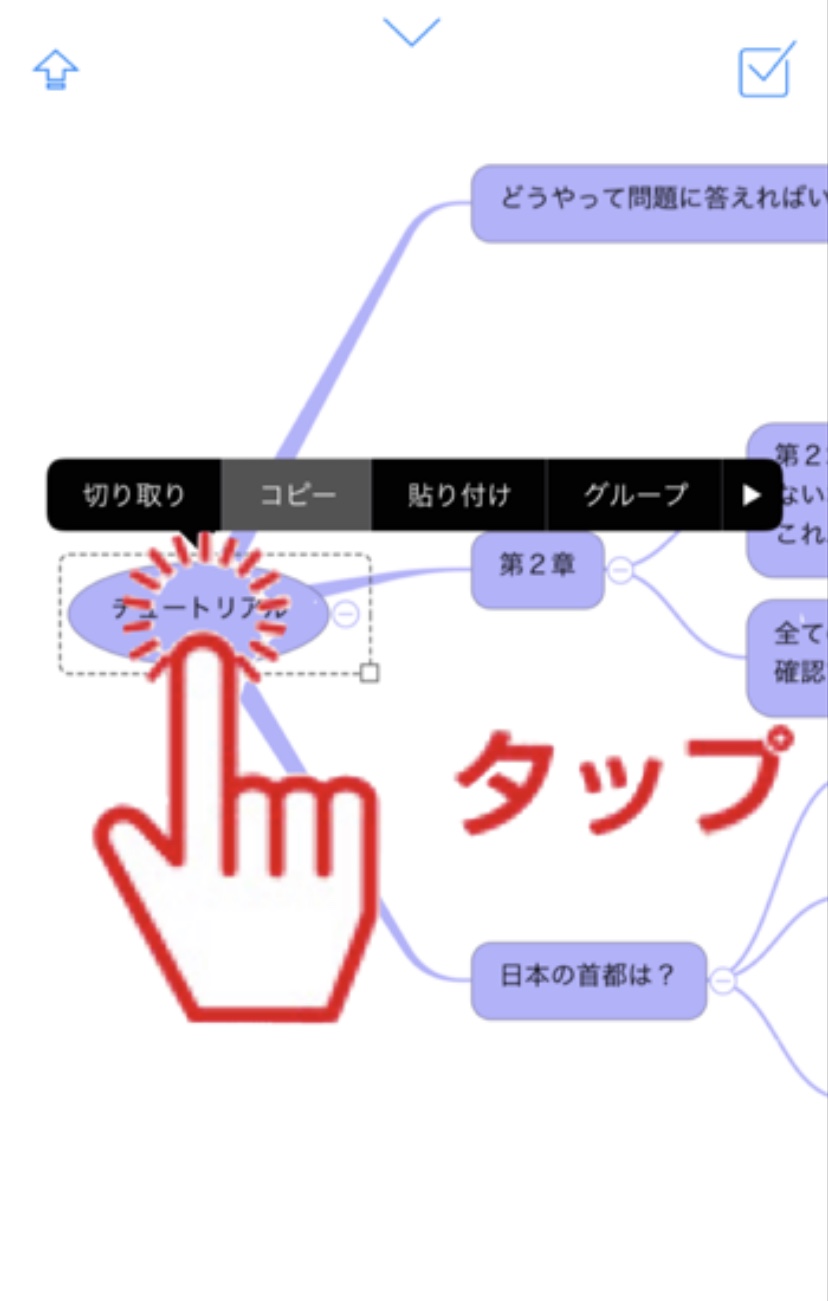 どうやって問題に答えればい
切り取り
コピー
貼り付け
グループ
第２
ない
これ
チュートリアル
第２章
全て
確認
タップ
日本の首都は？